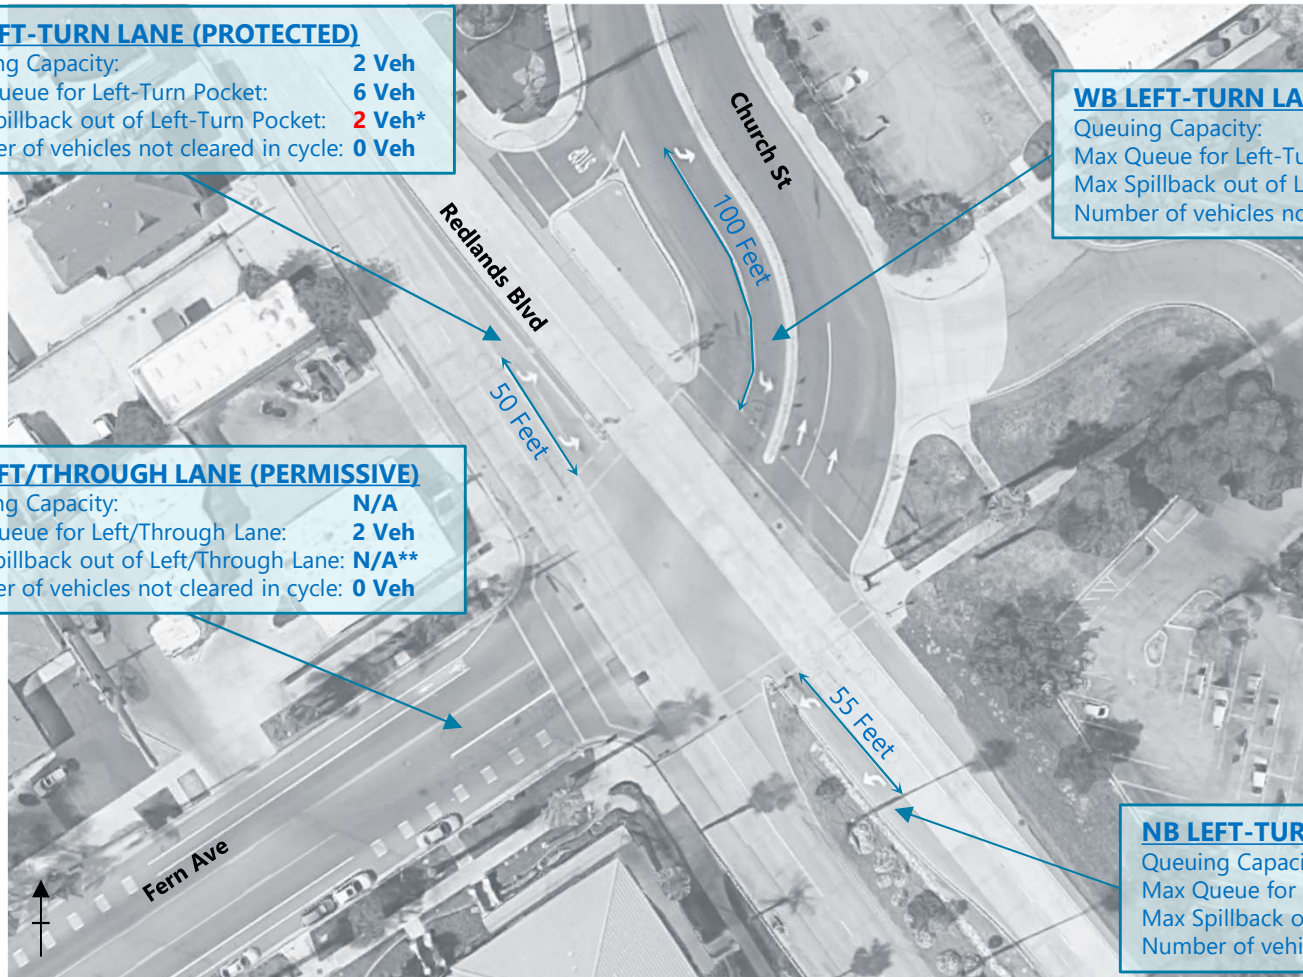 FT-TURN LANE (PROTECTED)
ng Capacity: 2 Veh
ueue for Left-Turn Pocket: 6 Veh
pillback out of Left-Turn Pocket: 2 Veh*
er of vehicles not cleared in cycle: 0 Veh
WB LEFT-TURN LA
Queuing Capacity:
Max Queue for Left-Tu
Max Spillback out of L
Number of vehicles no
Church St
100 Feet
Redlands Blvd
50 Feet
EFT/THROUGH LANE (PERMISSIVE)
ng Capacity: N/A
ueue for Left/Through Lane: 2 Veh
pillback out of Left/Through Lane: N/A**
er of vehicles not cleared in cycle: 0 Veh
55 Feet
Fern Ave
NB LEFT-TUR
Queuing Capaci
Max Queue for
Max Spillback o
Number of vehi